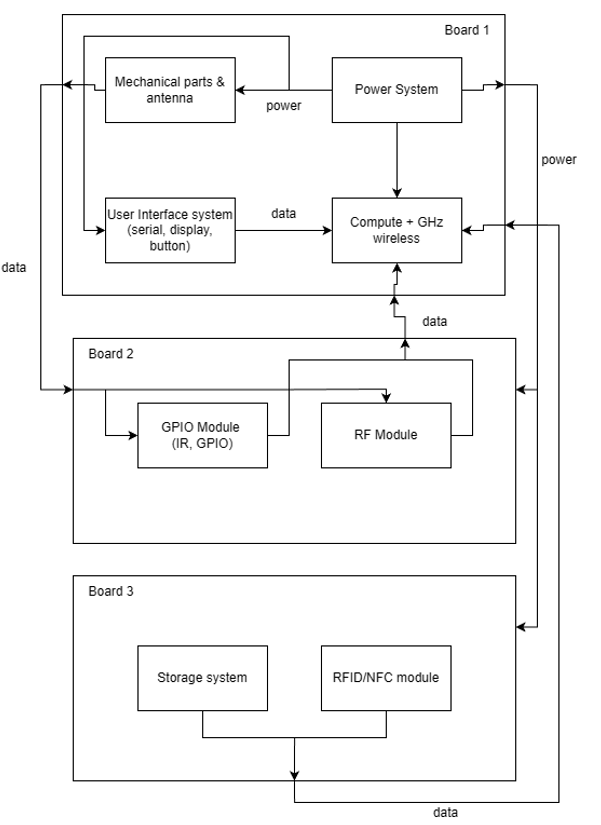 Board 1
Mechanical parts &
antenna
Power System
power
power
User Interface system
(serial, display,
button)
data
Compute + GHz
wireless
data
data
Board 2
GPIO Module
(IR, GPIO)
RF Module
Board 3
Storage system
RFID/NFC module
data